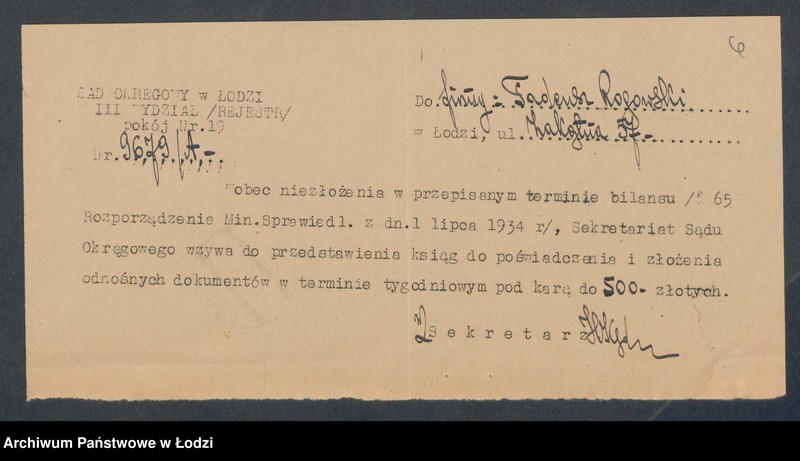 6
SĄD OKRĘGOWY w ŁODZI
III WYDZIAŁ /REJESTR/
pokój Nr.19
Nr. 9679/A,-.
Do firmy: Tadeusz Rogowski
w Łodzi, ul. Zakątna 57-
Wobec niezłożenia w przepisanym terminie bilansu /§ 65
Rozporządzenie Min.Sprawiedl. z dn.1 lipca 1934 r/, Sekretariat Sądu
Okręgowego wzywa do przedstawienia ksiąg do poświadczenia i złożenia
odnośnych dokumentów w terminie tygodniowym pod karą do 500- złotych.
Sekretarz
Archiwum Państwowe w Łodzi